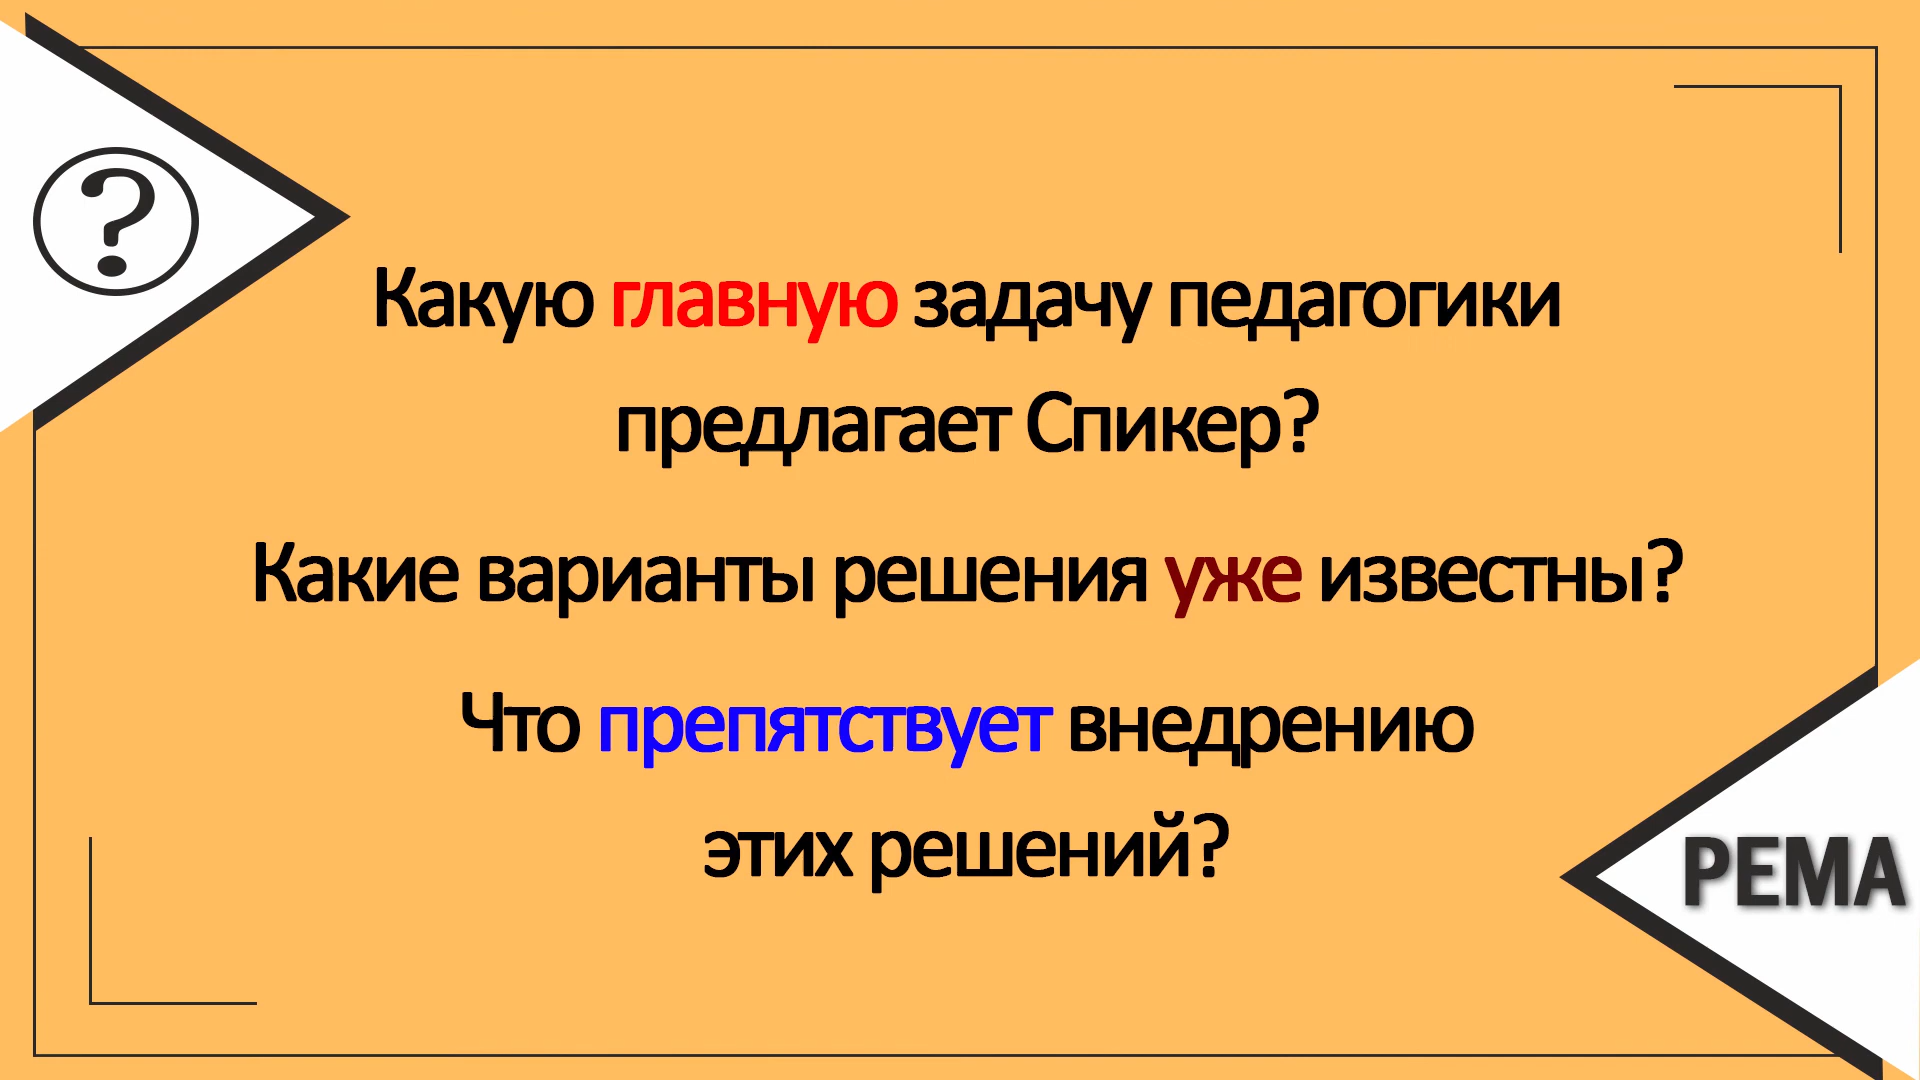 ?
Какую главную задачу педагогики
предлагает Спикер?
Какие варианты решения уже известны?
Что препятствует внедрению
этих решений?
РЕМА